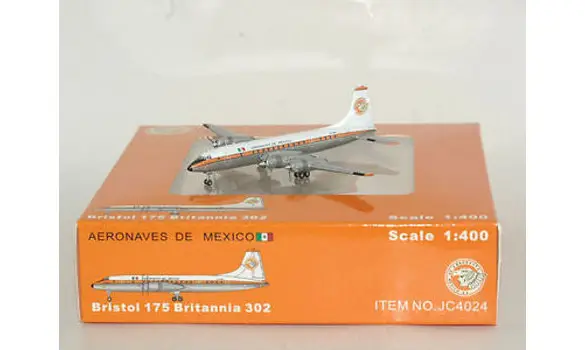 Bristol 175 Britannia 302 1:400
AERONAVES DE MEXICO Scale 1:400
Bristol 175 Britannia 302 ITEM NO.JC4024